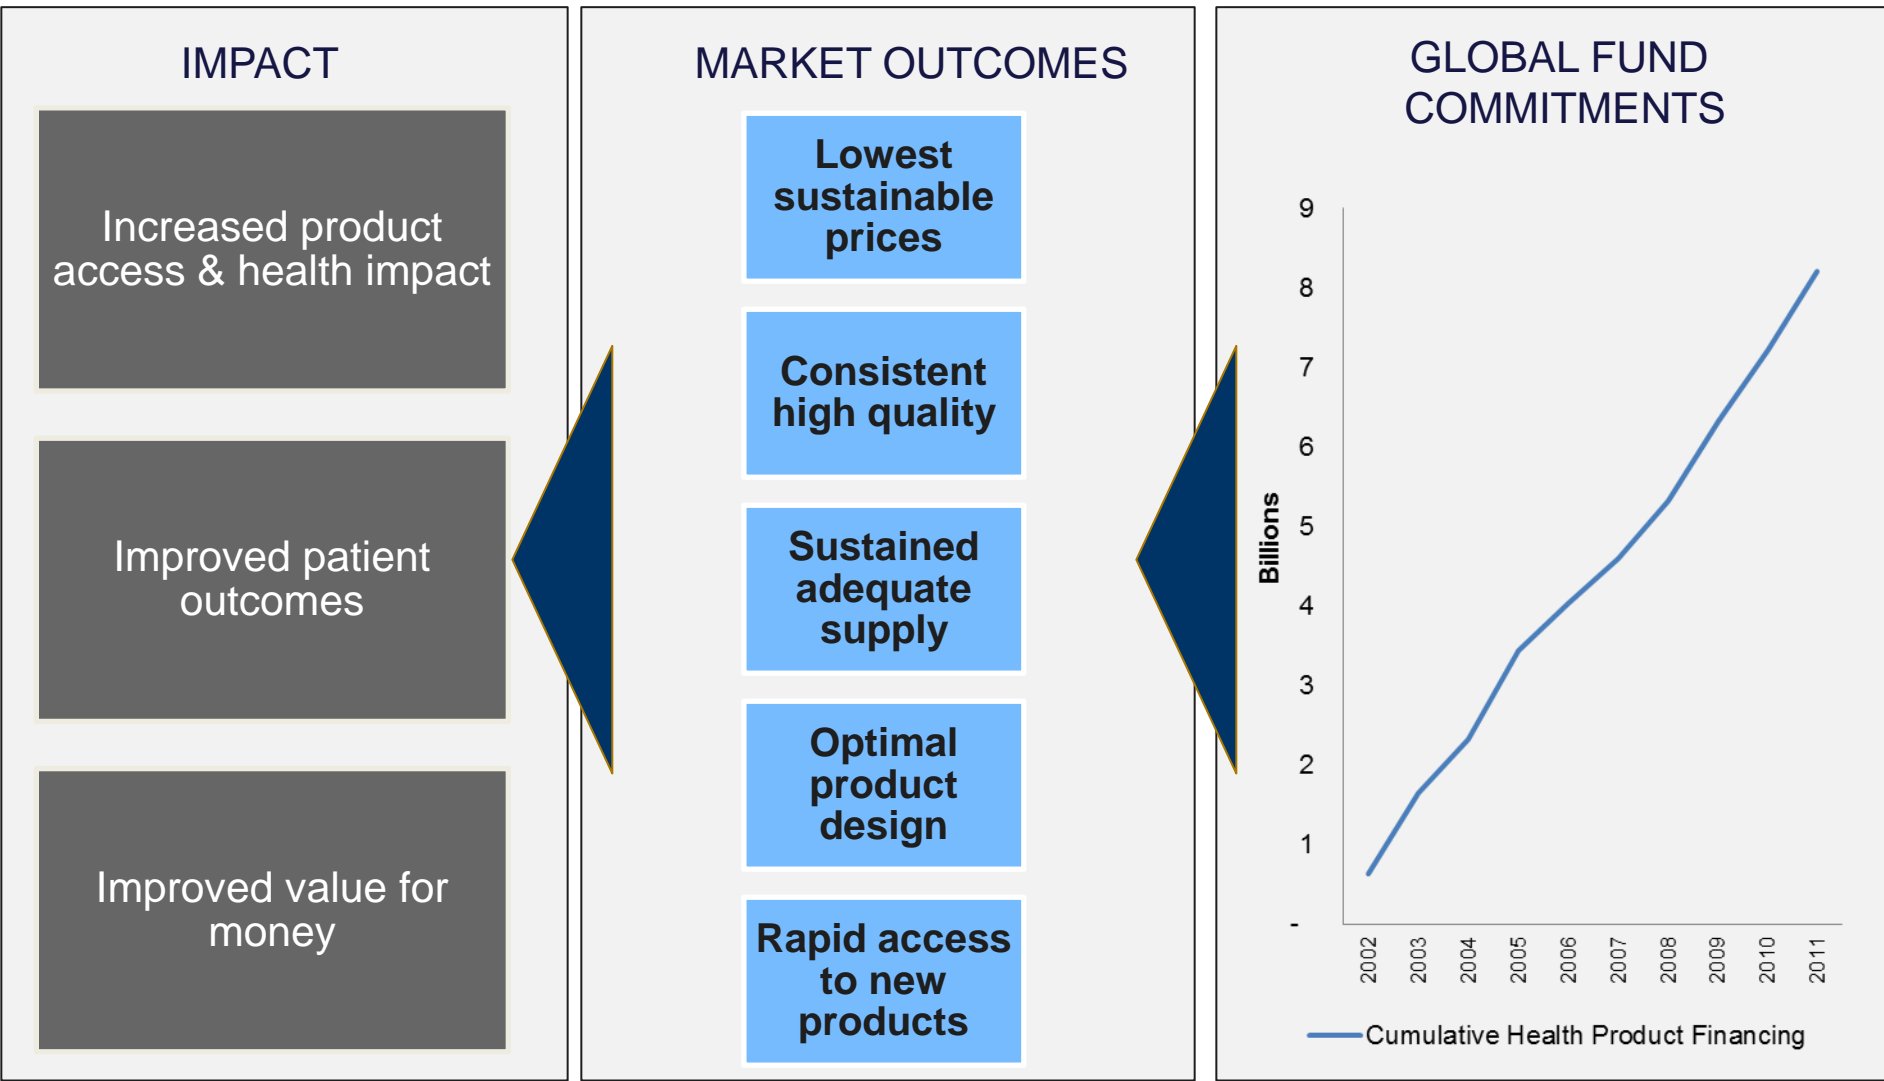 IMPACT
Increased product
access & health impact
Improved patient
outcomes
Improved value for
money
MARKET OUTCOMES
Lowest
sustainable
prices
Consistent
high quality
Sustained
adequate
supply
Optimal
product
design
Rapid access
to new
products
GLOBAL FUND
COMMITMENTS
9
8
7
6
5
4
3
2
1
-
Billions
2002
2003
2004
2005
2006
2007
2008
2009
2010
2011
Cumulative Health Product Financing